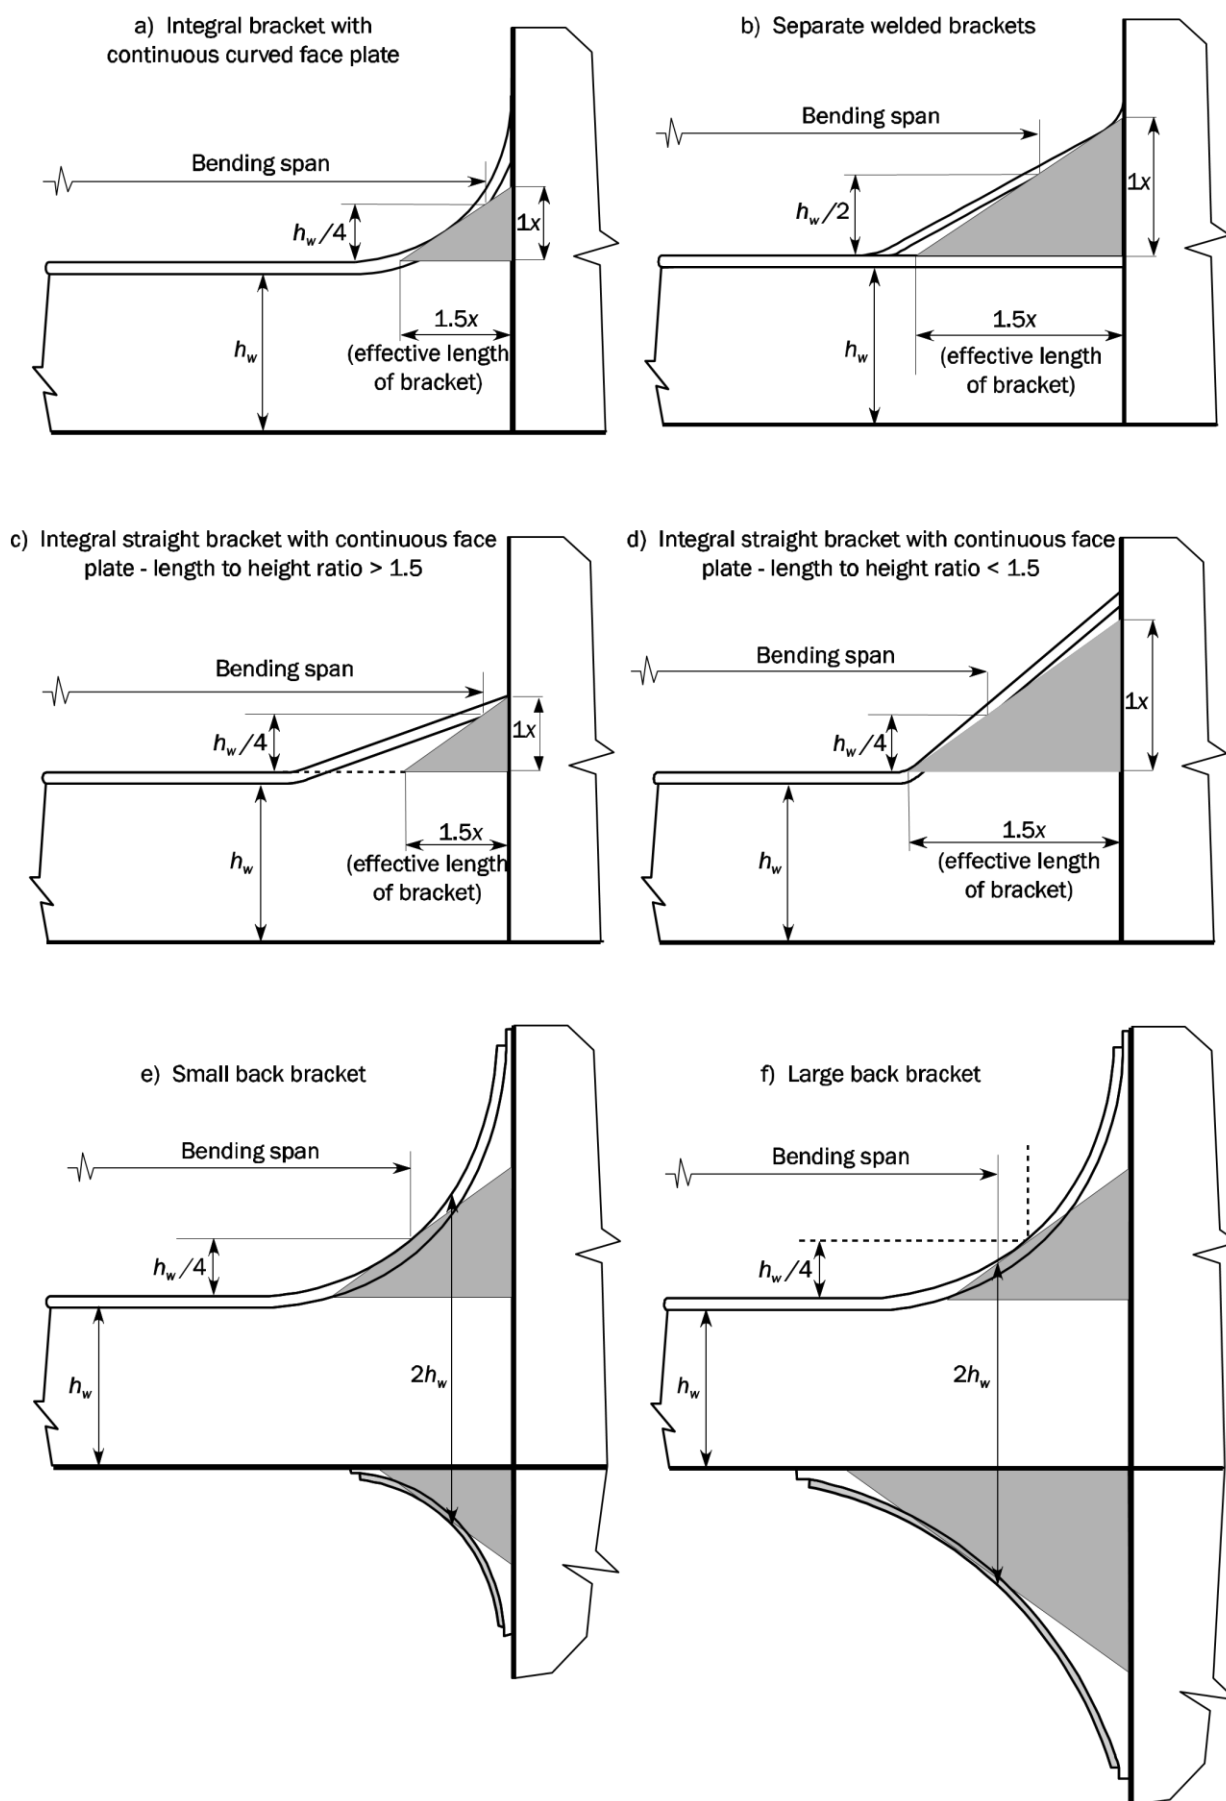 a) Integral bracket with
continuous curved face plate
Bending span
h_w/4
1x
1.5x
(effective length
of bracket)
h_w
b) Separate welded brackets
Bending span
h_w/2
1x
1.5x
(effective length
of bracket)
h_w
c) Integral straight bracket with continuous face
plate - length to height ratio > 1.5
Bending span
h_w/4
1x
1.5x
(effective length
of bracket)
h_w
d) Integral straight bracket with continuous face
plate - length to height ratio < 1.5
Bending span
h_w/4
1x
1.5x
(effective length
of bracket)
h_w
e) Small back bracket
Bending span
h_w/4
2h_w
h_w
f) Large back bracket
Bending span
h_w/4
2h_w
h_w